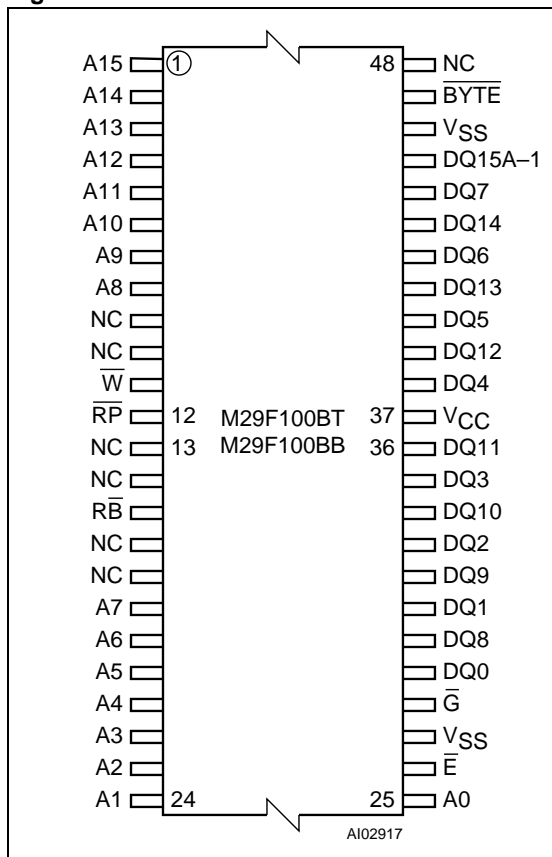 A15 1 48 NC
A14 B̅Y̅T̅E̅
A13 VSS
A12 DQ15A–1
A11 DQ7
A10 DQ14
A9 DQ6
A8 DQ13
NC DQ5
NC DQ12
W̅ DQ4
R̅P̅ 12 M29F100BT 37 VCC
NC 13 M29F100BB 36 DQ11
NC DQ3
RB̅ DQ10
NC DQ2
NC DQ9
A7 DQ1
A6 DQ8
A5 DQ0
A4 G̅
A3 VSS
A2 E̅
A1 24 25 A0
AI02917